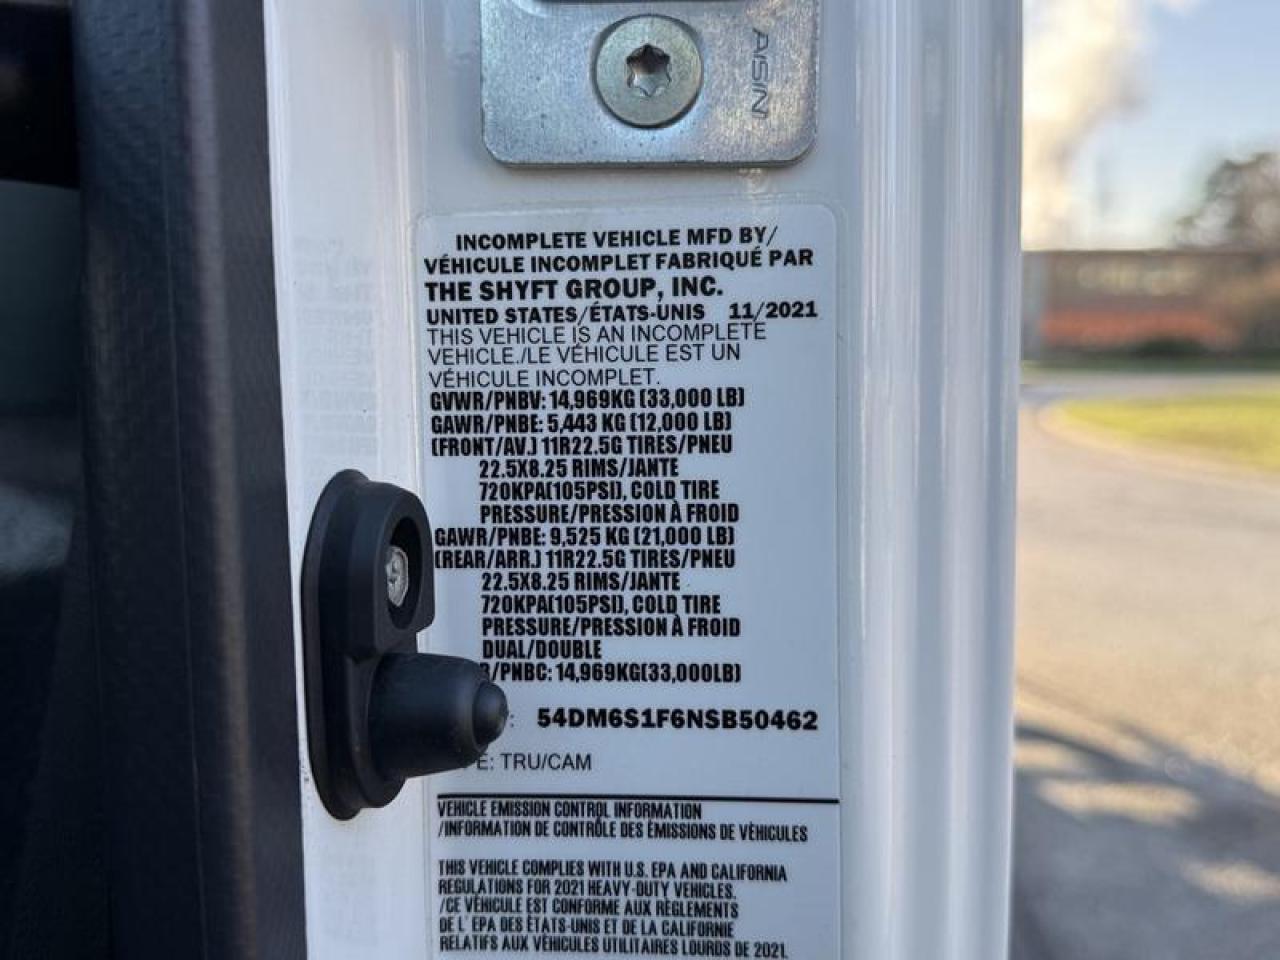 AISIN
INCOMPLETE VEHICLE MFD BY/
VÉHICULE INCOMPLET FABRIQUÉ PAR
THE SHYFT GROUP, INC.
UNITED STATES/ÉTATS-UNIS 11/2021
THIS VEHICLE IS AN INCOMPLETE
VEHICLE./LE VÉHICULE EST UN
VÉHICULE INCOMPLET.
GVWR/PNBV: 14,969KG (33,000 LB)
GAWR/PNBE: 5,443 KG (12,000 LB)
(FRONT/AV.) 11R22.5G TIRES/PNEU
22.5X8.25 RIMS/JANTE
720KPA(105PSI), COLD TIRE
PRESSURE/PRESSION À FROID
GAWR/PNBE: 9,525 KG (21,000 LB)
(REAR/ARR.) 11R22.5G TIRES/PNEU
22.5X8.25 RIMS/JANTE
720KPA(105PSI), COLD TIRE
PRESSURE/PRESSION À FROID
DUAL/DOUBLE
/PNBC: 14,969KG(33,000LB)
: 54DM6S1F6NSB50462
E: TRU/CAM
VEHICLE EMISSION CONTROL INFORMATION
/INFORMATION DE CONTRÔLE DES ÉMISSIONS DE VÉHICULES
THIS VEHICLE COMPLIES WITH U.S. EPA AND CALIFORNIA
REGULATIONS FOR 2021 HEAVY-DUTY VEHICLES.
/CE VÉHICULE EST CONFORME AUX RÈGLEMENTS
DE L' EPA DES ÉTATS-UNIS ET DE LA CALIFORNIE
RELATIFS AUX VÉHICULES UTILITAIRES LOURDS DE 2021.